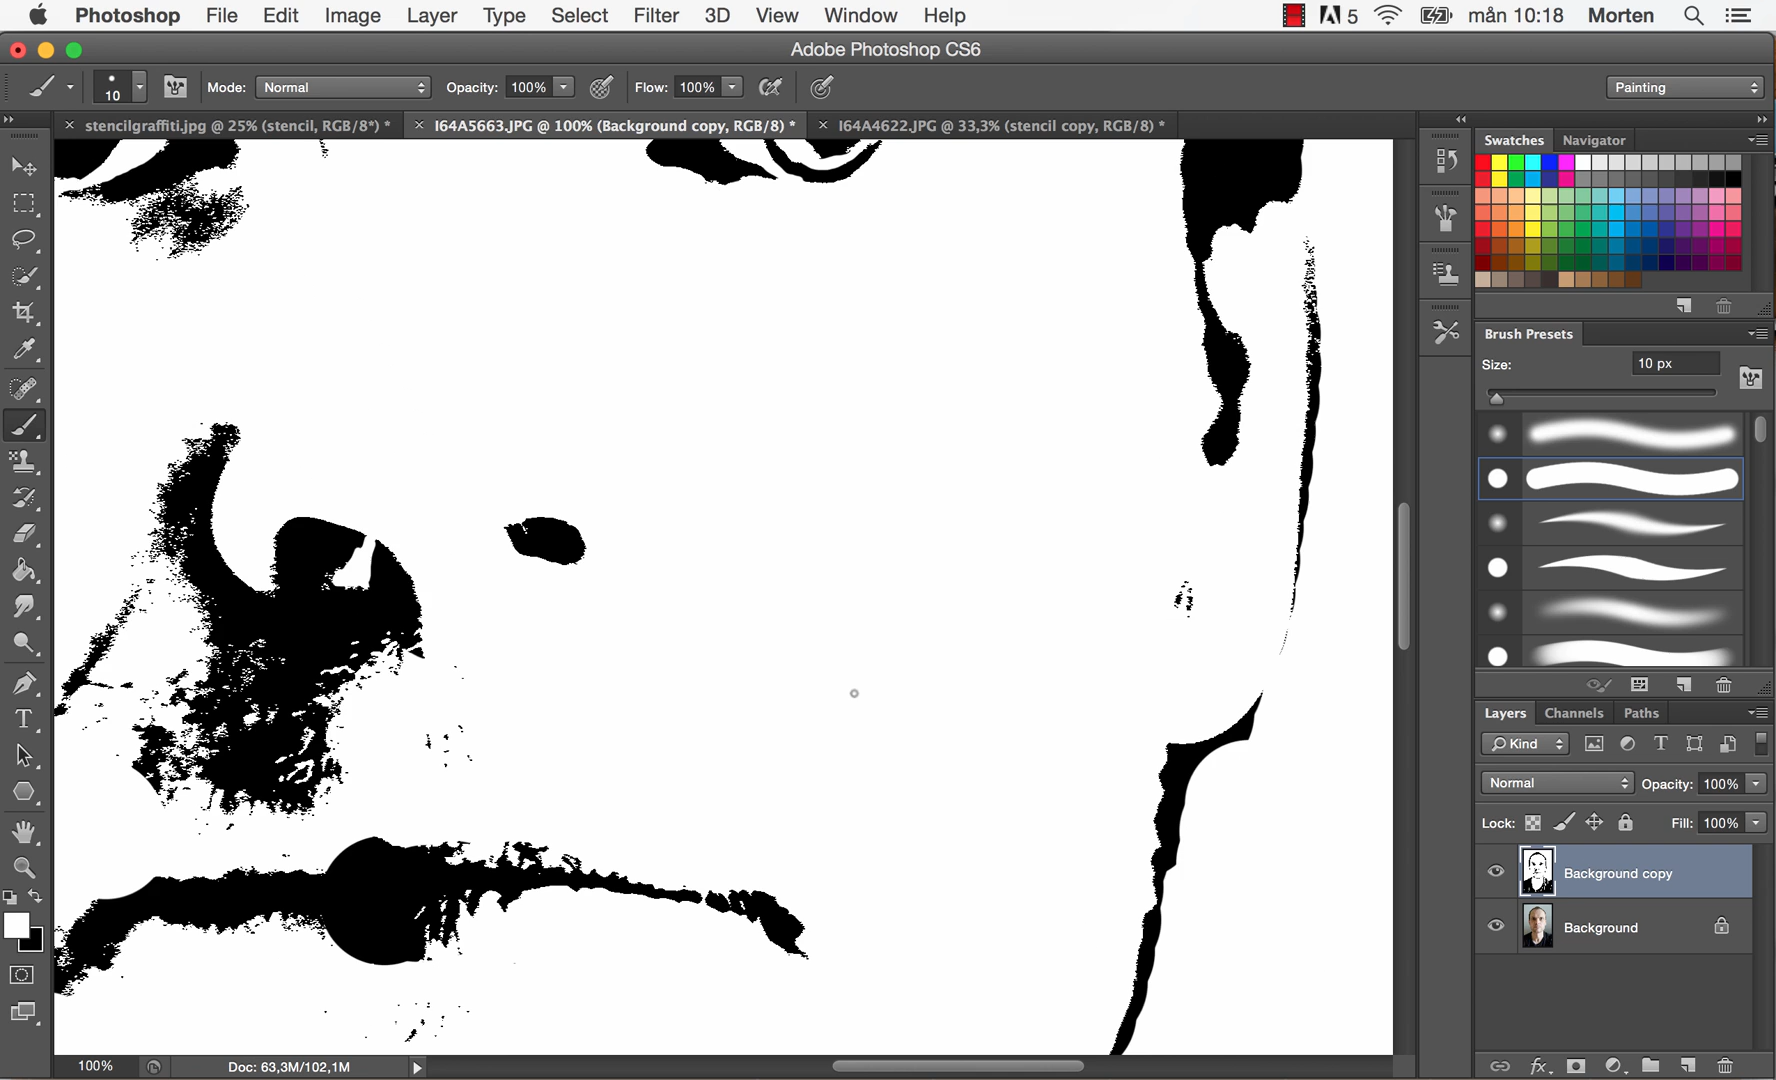 Photoshop File Edit Image Layer Type Select Filter 3D View Window Help 5 mån 10:18 Morten
Adobe Photoshop CS6
10 Mode: Normal Opacity: 100% Flow: 100% Painting
stencilgraffiti.jpg @ 25% (stencil, RGB/8*) * I64A5663.JPG @ 100% (Background copy, RGB/8) * I64A4622.JPG @ 33,3% (stencil copy, RGB/8) *
Swatches Navigator
Brush Presets
Size: 10 px
Layers Channels Paths
Kind
Normal Opacity: 100%
Lock: Fill: 100%
Background copy
Background
100% Doc: 63,3M/102,1M